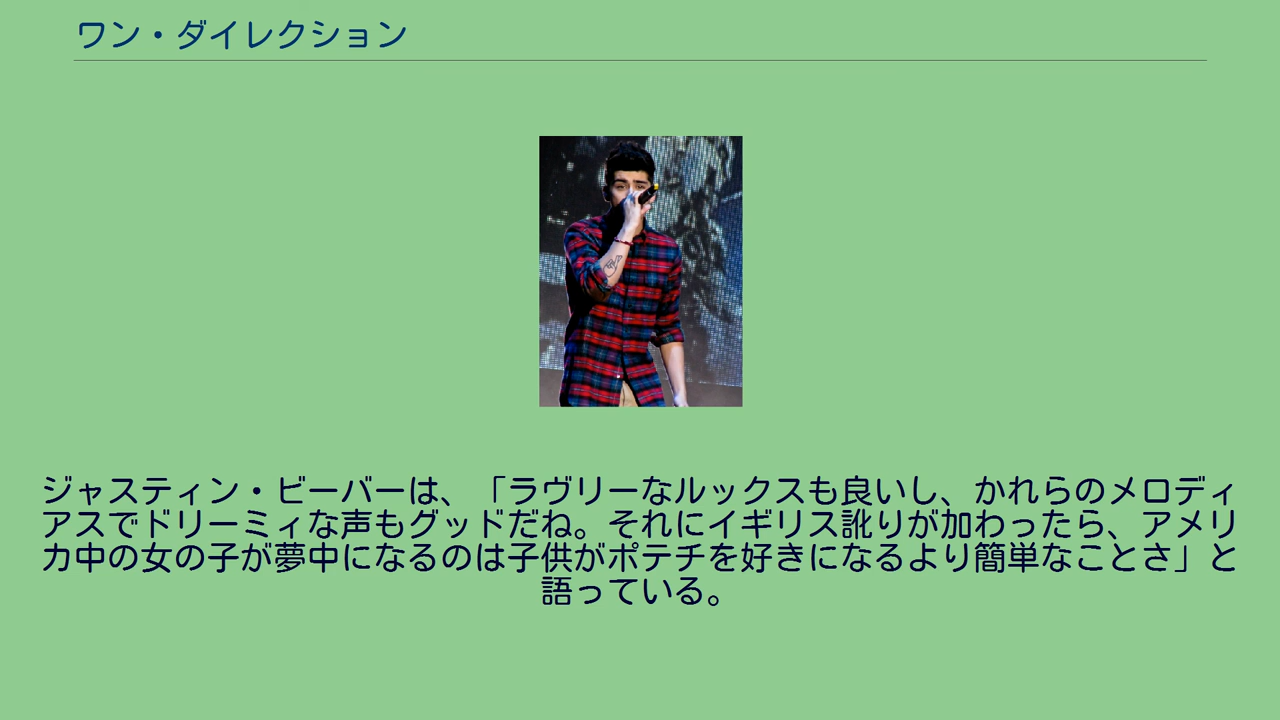 ワン・ダイレクション
ジャスティン・ビーバーは、「ラヴリーなルックスも良いし、かれらのメロディ
アスでドリーミィな声もグッドだね。それにイギリス訛りが加わったら、アメリ
カ中の女の子が夢中になるのは子供がポテチを好きになるより簡単なことさ」と
語っている。